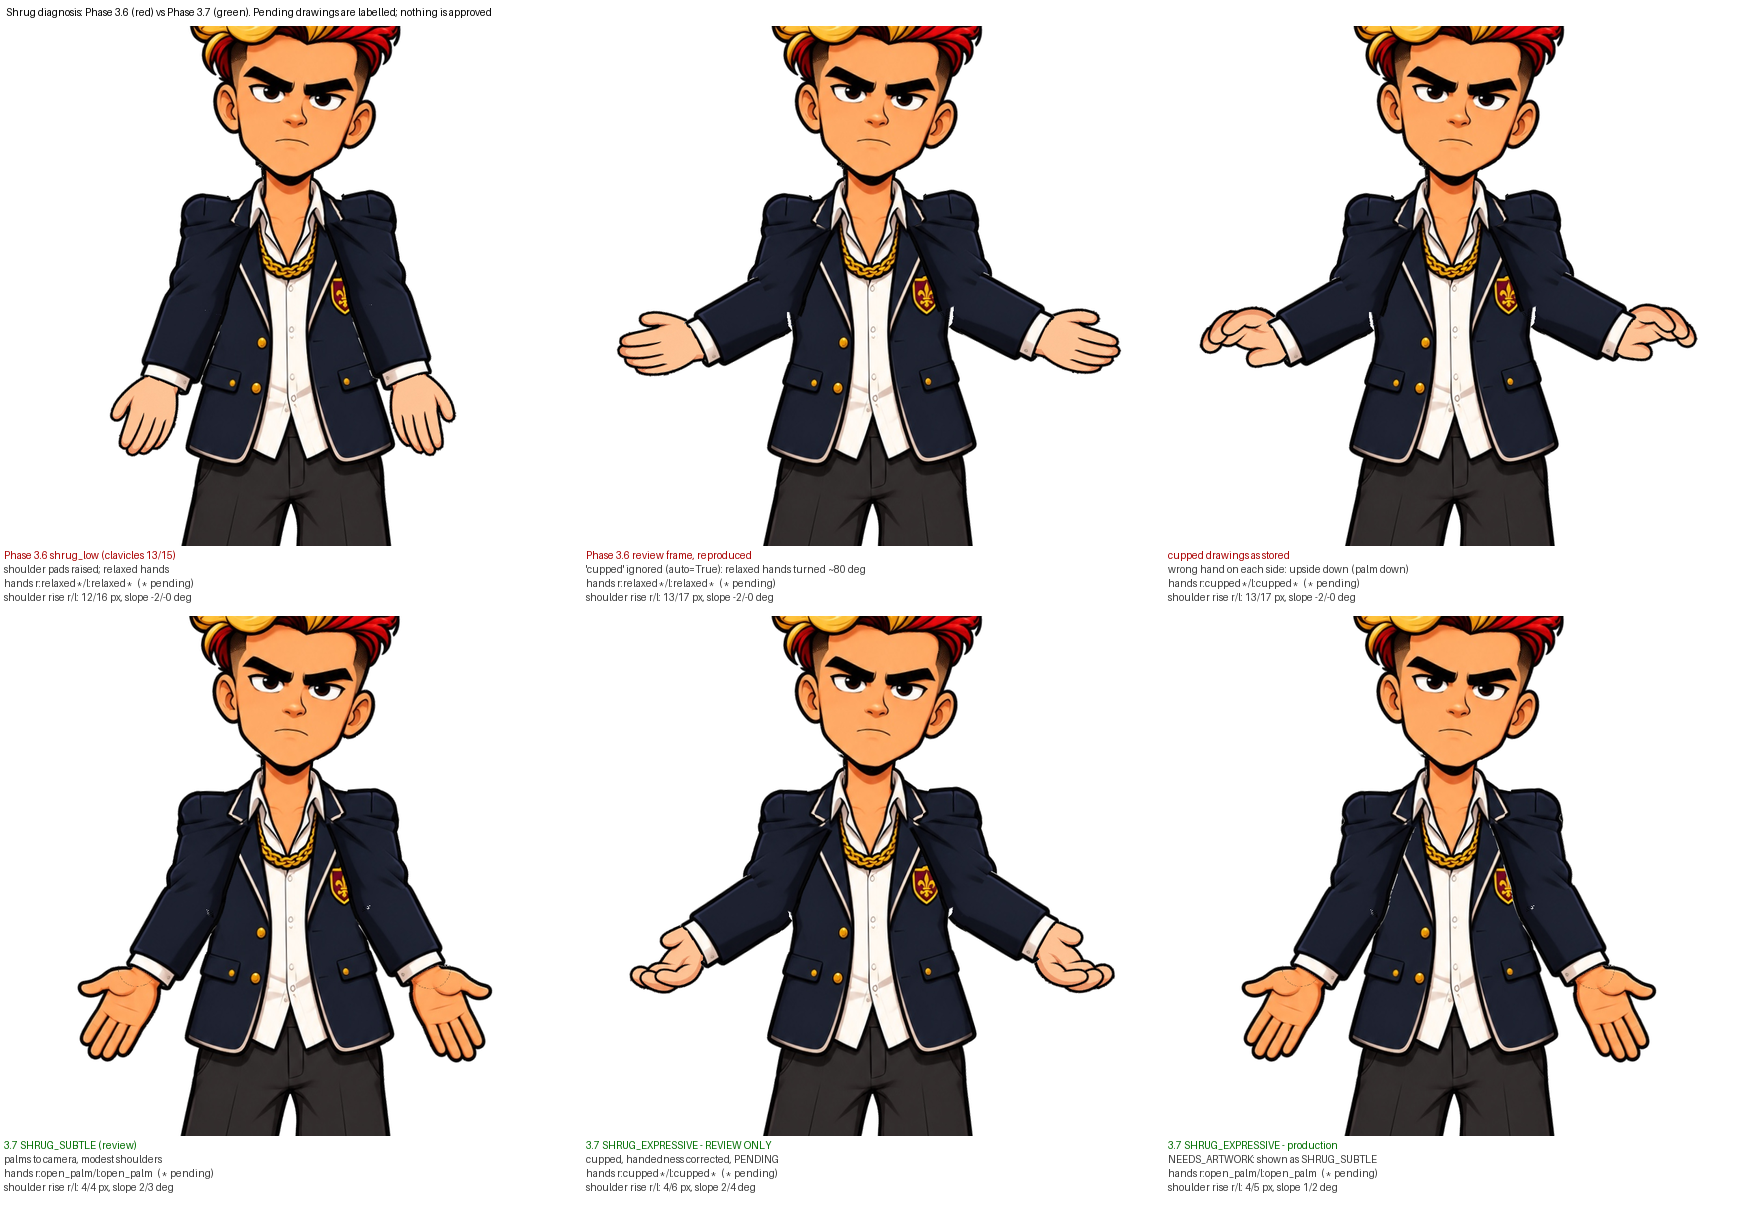 Shrug diagnosis: Phase 3.6 (red) vs Phase 3.7 (green). Pending drawings are labelled; nothing is approved
Phase 3.6 shrug_low (clavicles 13/15)
shoulder pads raised; relaxed hands
hands r:relaxed*/l:relaxed* (* pending)
shoulder rise r/l: 12/16 px, slope -2/-0 deg
Phase 3.6 review frame, reproduced
'cupped' ignored (auto=True): relaxed hands turned ~80 deg
hands r:relaxed*/l:relaxed* (* pending)
shoulder rise r/l: 13/17 px, slope -2/-0 deg
cupped drawings as stored
wrong hand on each side: upside down (palm down)
hands r:cupped*/l:cupped* (* pending)
shoulder rise r/l: 13/17 px, slope -2/-0 deg
3.7 SHRUG_SUBTLE (review)
palms to camera, modest shoulders
hands r:open_palm/l:open_palm (* pending)
shoulder rise r/l: 4/4 px, slope 2/3 deg
3.7 SHRUG_EXPRESSIVE - REVIEW ONLY
cupped, handedness corrected, PENDING
hands r:cupped*/l:cupped* (* pending)
shoulder rise r/l: 4/6 px, slope 2/4 deg
3.7 SHRUG_EXPRESSIVE - production
NEEDS_ARTWORK: shown as SHRUG_SUBTLE
hands r:open_palm/l:open_palm (* pending)
shoulder rise r/l: 4/5 px, slope 1/2 deg